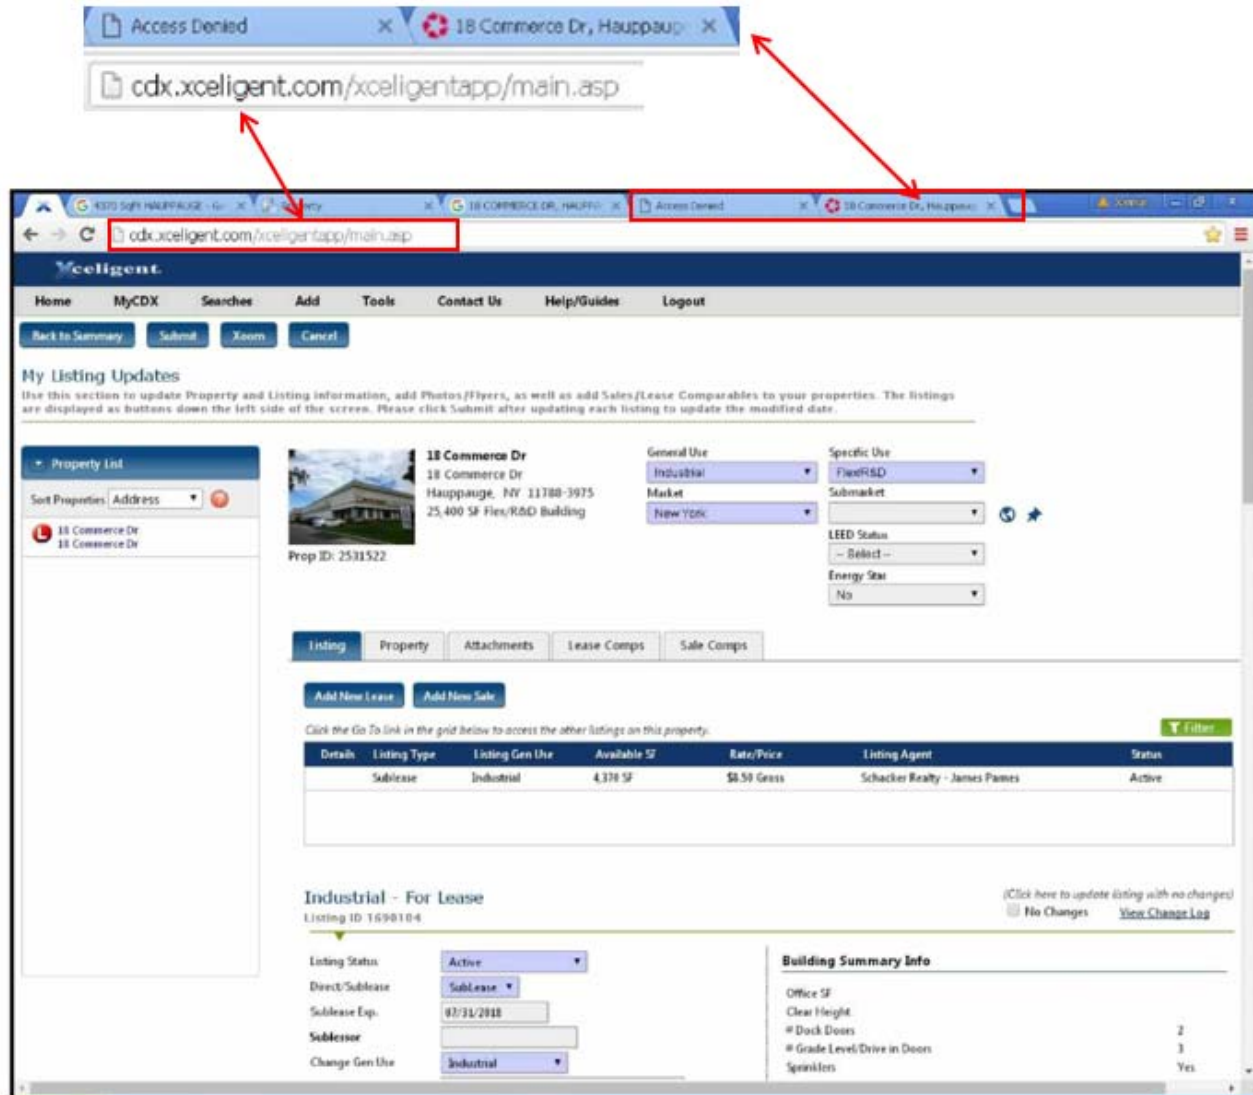 Access Denied
18 Commerce Dr, Hauppaug
cdx.xceligent.com/xceligentapp/main.asp
4370 Sqft HAUPPAUGE - G
Property
18 COMMERCE DR, HAUPPA
Access Denied
18 Commerce Dr, Hauppaug
cdx.xceligent.com/xceligentapp/main.asp
Xceligent
Home MyCDX Searches Add Tools Contact Us Help/Guides Logout
Back to Summary Submit Xoom Cancel
My Listing Updates
Use this section to update Property and Listing information, add Photos/Flyers, as well as add Sales/Lease Comparables to your properties. The listings
are displayed as buttons down the left side of the screen. Please click Submit after updating each listing to update the modified date.
Property List
Sort Properties Address
18 Commerce Dr
18 Commerce Dr
18 Commerce Dr
18 Commerce Dr
Hauppauge, NY 11788-3975
25,400 SF Flex/R&D Building
Prop ID: 2531522
General Use
Industrial
Market
New York
Specific Use
Flex/R&D
Submarket
LEED Status
-- Select --
Energy Star
No
Listing Property Attachments Lease Comps Sale Comps
Add New Lease Add New Sale
Click the Go To link in the grid below to access the other listings on this property.
Filter
Details Listing Type Listing Gen Use Available SF Rate/Price Listing Agent Status
Sublease Industrial 4,370 SF $8.50 Gross Schacker Realty - James Pames Active
Industrial - For Lease
Listing ID 1690104
(Click here to update listing with no changes)
No Changes View Change Log
Listing Status Active
Direct/Sublease SubLease
Sublease Exp. 07/31/2018
Sublessor
Change Gen Use Industrial
Building Summary Info
Office SF
Clear Height
# Dock Doors 2
# Grade Level/Drive in Doors 3
Sprinklers Yes